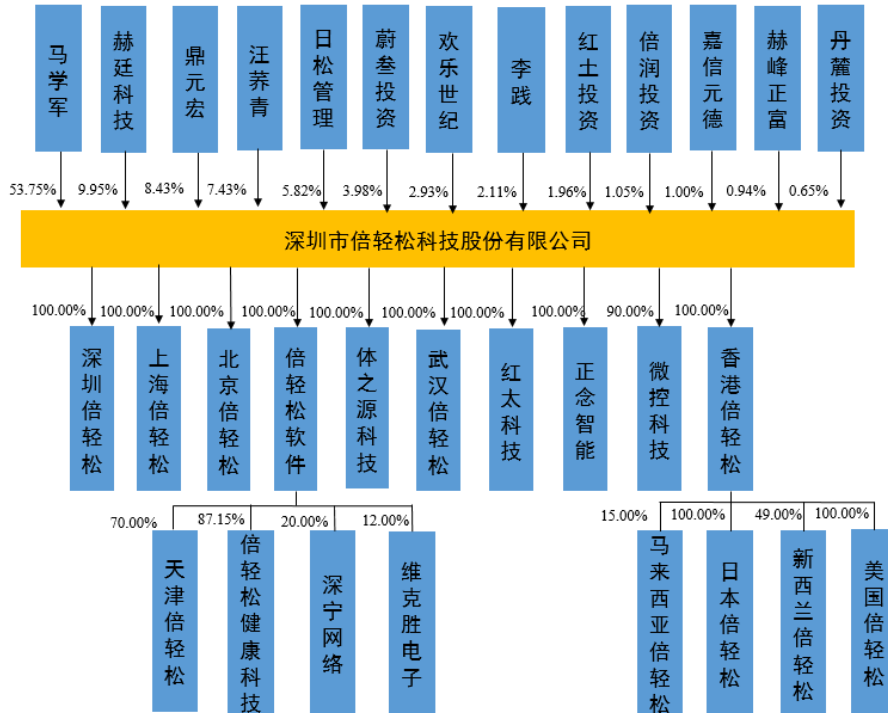 马学军
赫廷科技
鼎元宏
汪荞青
日松管理
蔚叁投资
欢乐世纪
李践
红土投资
倍润投资
嘉信元德
赫峰正富
丹麓投资
53.75%
9.95%
8.43%
7.43%
5.82%
3.98%
2.93%
2.11%
1.96%
1.05%
1.00%
0.94%
0.65%
深圳市倍轻松科技股份有限公司
100.00%
100.00%
100.00%
100.00%
100.00%
100.00%
100.00%
100.00%
90.00%
100.00%
深圳倍轻松
上海倍轻松
北京倍轻松
倍轻松软件
体之源科技
武汉倍轻松
红太科技
正念智能
微控科技
香港倍轻松
70.00%
87.15%
20.00%
12.00%
15.00%
100.00%
49.00%
100.00%
天津倍轻松
倍轻松健康科技
深宁网络
维克胜电子
马来西亚倍轻松
日本倍轻松
新西兰倍轻松
美国倍轻松